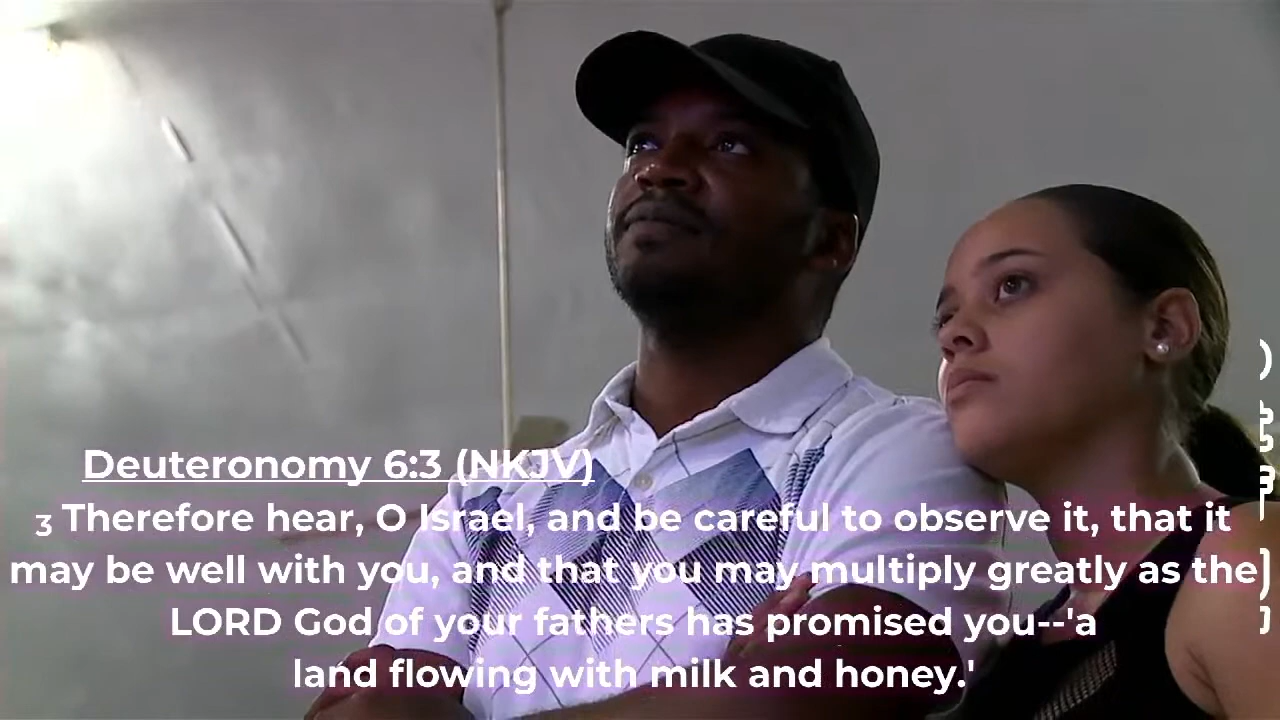 Deuteronomy 6:3 (NKJV)
3 Therefore hear, O Israel, and be careful to observe it, that it
may be well with you, and that you may multiply greatly as the
LORD God of your fathers has promised you--'a
land flowing with milk and honey.'